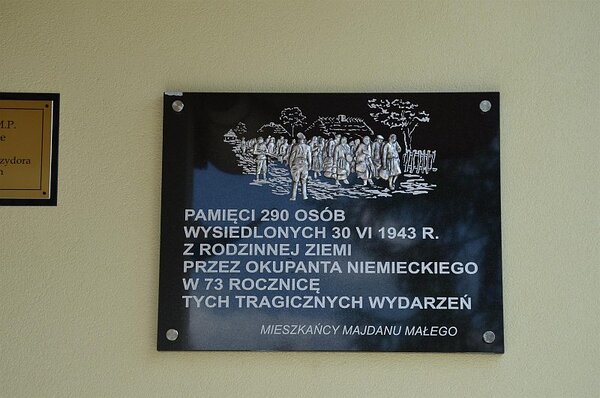 M.P.
e
zydora
n
PAMIĘCI 290 OSÓB
WYSIEDLONYCH 30 VI 1943 R.
Z RODZINNEJ ZIEMI
PRZEZ OKUPANTA NIEMIECKIEGO
W 73 ROCZNICĘ
TYCH TRAGICZNYCH WYDARZEŃ
MIESZKAŃCY MAJDANU MAŁEGO